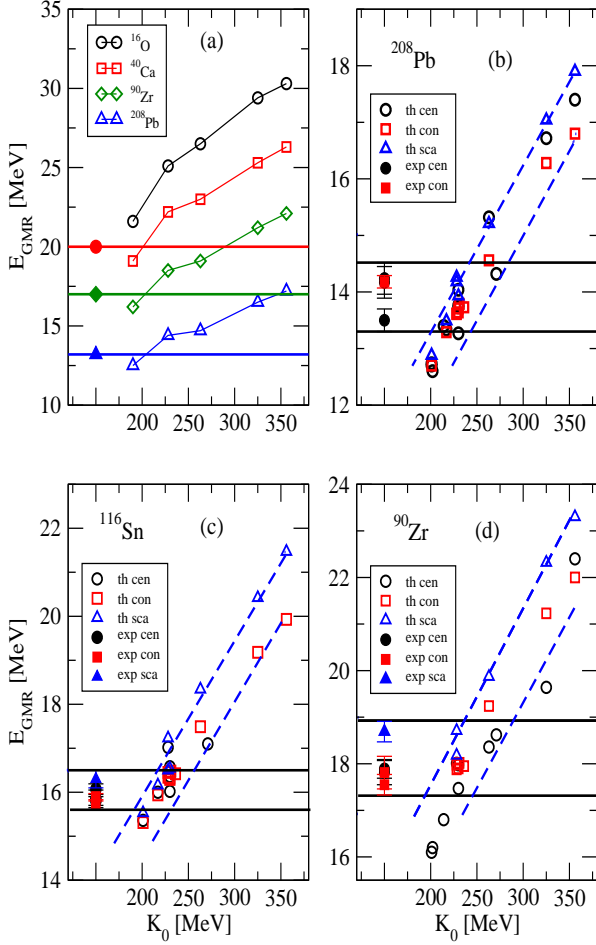 (a)
¹⁶O
⁴⁰Ca
⁹⁰Zr
²⁰⁸Pb
35
30
25
20
15
10
E_GMR [MeV]
200 250 300 350
²⁰⁸Pb
(b)
th cen
th con
th sca
exp cen
exp con
18
16
14
12
200 250 300 350
¹¹⁶Sn
(c)
th cen
th con
th sca
exp cen
exp con
exp sca
22
20
18
16
14
E_GMR [MeV]
200 250 300 350
K₀ [MeV]
⁹⁰Zr
(d)
th cen
th con
th sca
exp cen
exp con
exp sca
24
22
20
18
16
200 250 300 350
K₀ [MeV]